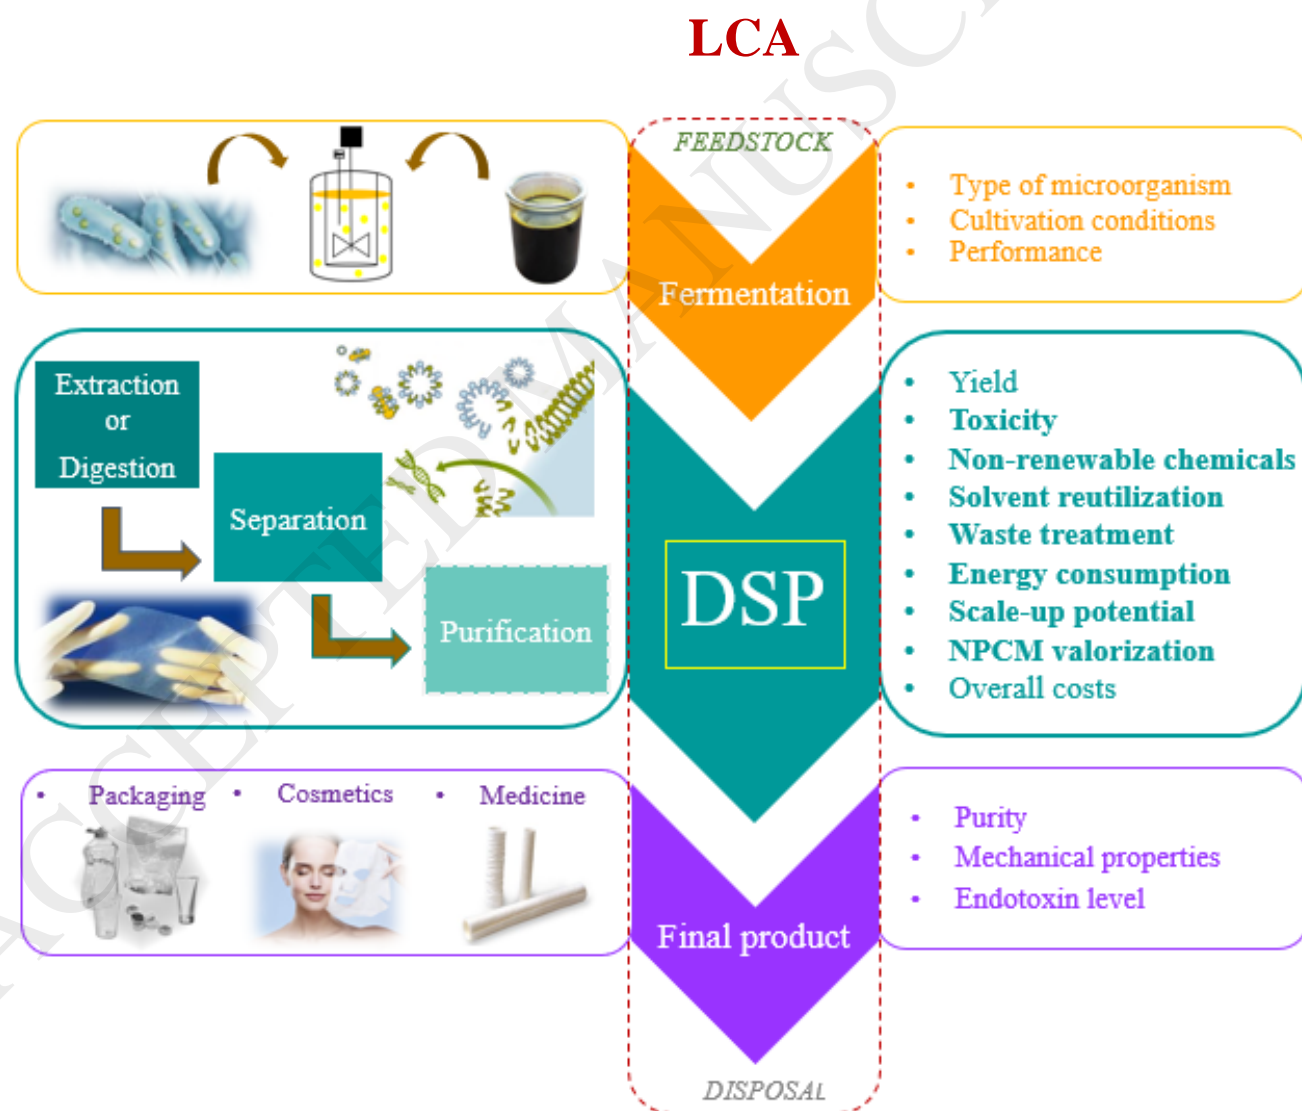 LCA
FEEDSTOCK
Fermentation
• Type of microorganism
• Cultivation conditions
• Performance
Extraction
or
Digestion
Separation
Purification
DSP
• Yield
• Toxicity
• Non-renewable chemicals
• Solvent reutilization
• Waste treatment
• Energy consumption
• Scale-up potential
• NPCM valorization
• Overall costs
• Packaging • Cosmetics • Medicine
Final product
• Purity
• Mechanical properties
• Endotoxin level
DISPOSAL
ACCEPTED MANUSC